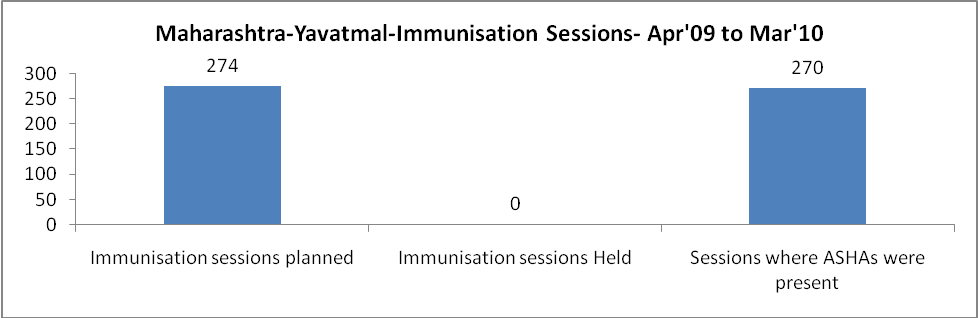 Maharashtra-Yavatmal-Immunisation Sessions- Apr'09 to Mar'10
300
250
200
150
100
50
0
274
0
270
Immunisation sessions planned
Immunisation sessions Held
Sessions where ASHAs were
present